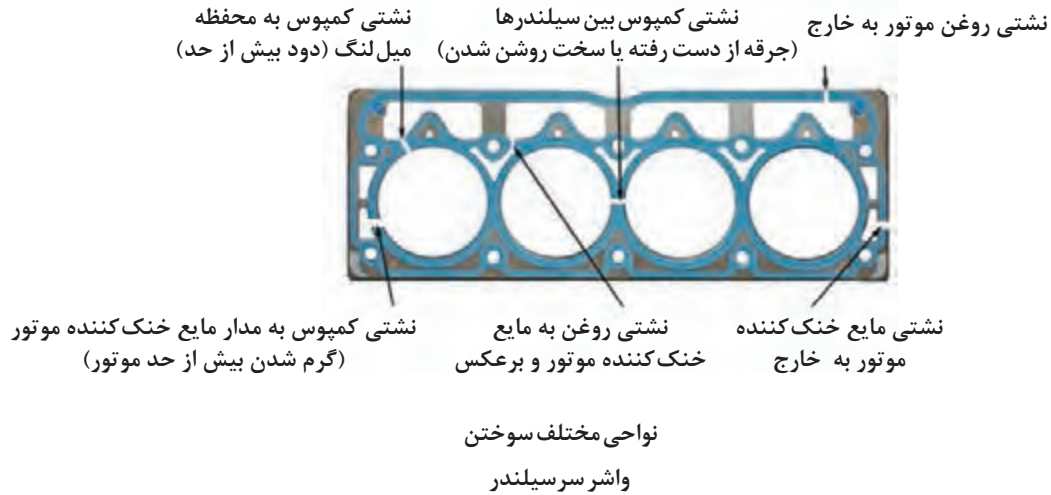 نشتی روغن موتور به خارج
نشتی کمپوس بین سیلندرها
(جرقه از دست رفته یا سخت روشن شدن)
نشتی کمپوس به محفظه
میل لنگ (دود بیش از حد)
نشتی مایع خنک‌کننده
موتور به خارج
نشتی روغن به مایع
خنک‌کننده موتور و برعکس
نشتی کمپوس به مدار مایع خنک‌کننده موتور
(گرم شدن بیش از حد موتور)
نواحی مختلف سوختن
واشر سرسیلندر